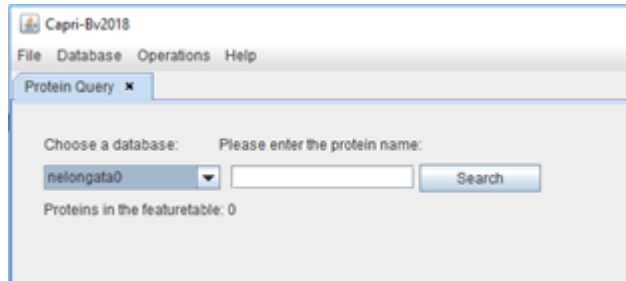 Capri-Bv2018
File Database Operations Help
Protein Query ×
Choose a database: Please enter the protein name:
nelongata0 Search
Proteins in the featuretable: 0